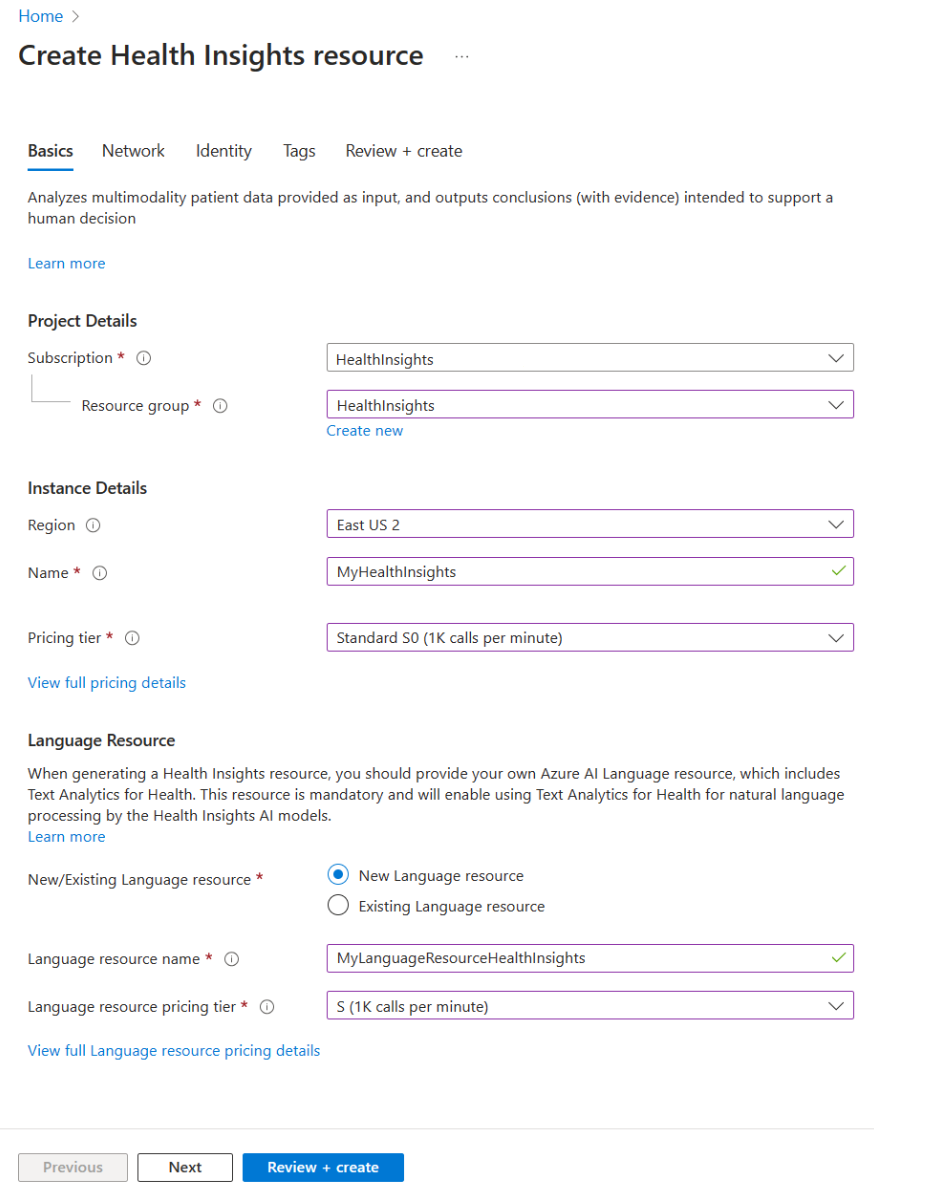 Home >
Create Health Insights resource ...
Basics Network Identity Tags Review + create
Analyzes multimodality patient data provided as input, and outputs conclusions (with evidence) intended to support a
human decision
Learn more
Project Details
Subscription * HealthInsights
Resource group * HealthInsights
Create new
Instance Details
Region East US 2
Name * MyHealthInsights
Pricing tier * Standard S0 (1K calls per minute)
View full pricing details
Language Resource
When generating a Health Insights resource, you should provide your own Azure AI Language resource, which includes
Text Analytics for Health. This resource is mandatory and will enable using Text Analytics for Health for natural language
processing by the Health Insights AI models.
Learn more
New/Existing Language resource * New Language resource
Existing Language resource
Language resource name * MyLanguageResourceHealthInsights
Language resource pricing tier * S (1K calls per minute)
View full Language resource pricing details
Previous Next Review + create